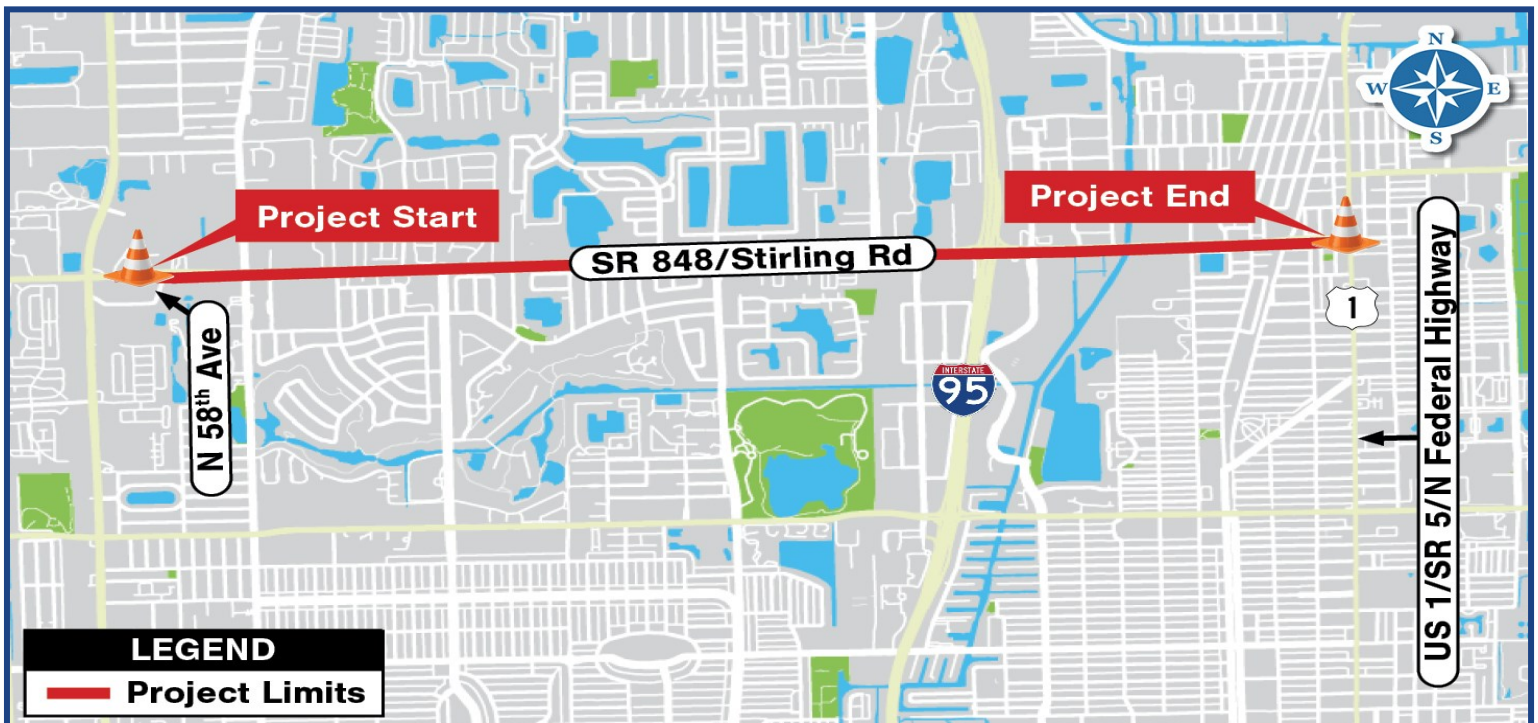 N
W
E
S
Project Start
Project End
SR 848/Stirling Rd
1
N 58th Ave
INTERSTATE
95
US 1/SR 5/N Federal Highway
LEGEND
Project Limits